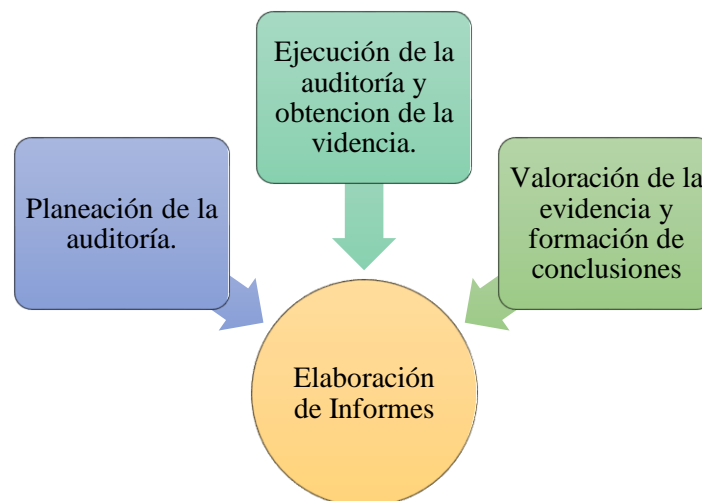 Ejecución de la
auditoría y
obtencion de la
videncia.
Planeación de la
auditoría.
Valoración de la
evidencia y
formación de
conclusiones
Elaboración
de Informes